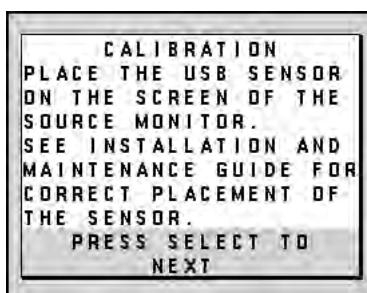 CALIBRATION
PLACE THE USB SENSOR
ON THE SCREEN OF THE
SOURCE MONITOR.
SEE INSTALLATION AND
MAINTENANCE GUIDE FOR
CORRECT PLACEMENT OF
THE SENSOR.
PRESS SELECT TO
NEXT